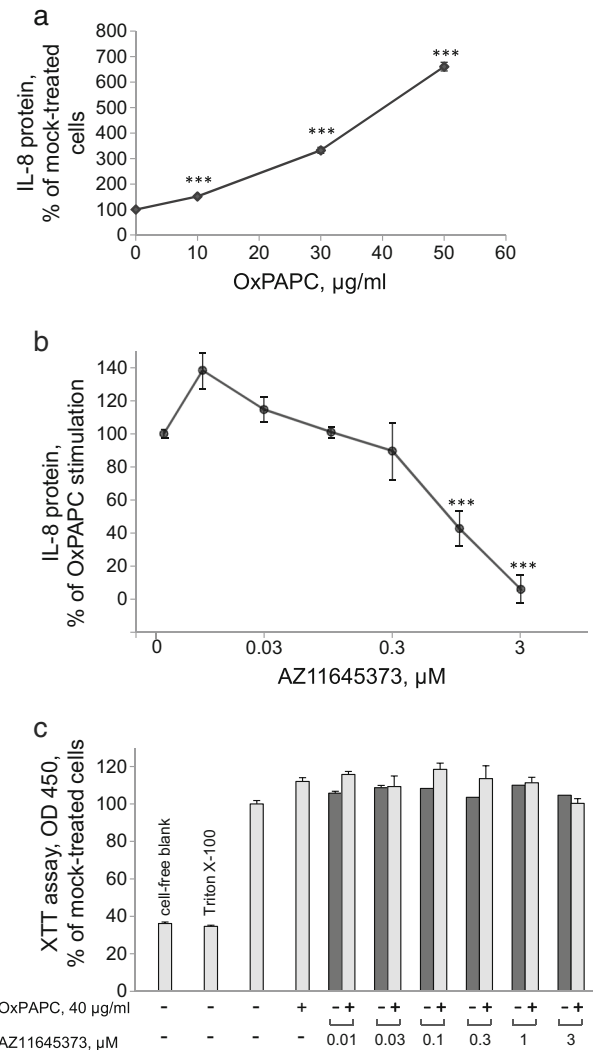 a
IL-8 protein,
% of mock-treated
cells
800
700
600
500
400
300
200
100
0
***
***
***
0 10 20 30 40 50 60
OxPAPC, µg/ml
b
IL-8 protein,
% of OxPAPC stimulation
140
120
100
80
60
40
20
0
***
***
0 0.03 0.3 3
AZ11645373, µM
c
XTT assay, OD 450,
% of mock-treated cells
120
100
80
60
40
20
0
cell-free blank
Triton X-100
OxPAPC, 40 µg/ml - - - + - + - + - + - + - + - +
AZ11645373, µM - - - - 0.01 0.03 0.1 0.3 1 3